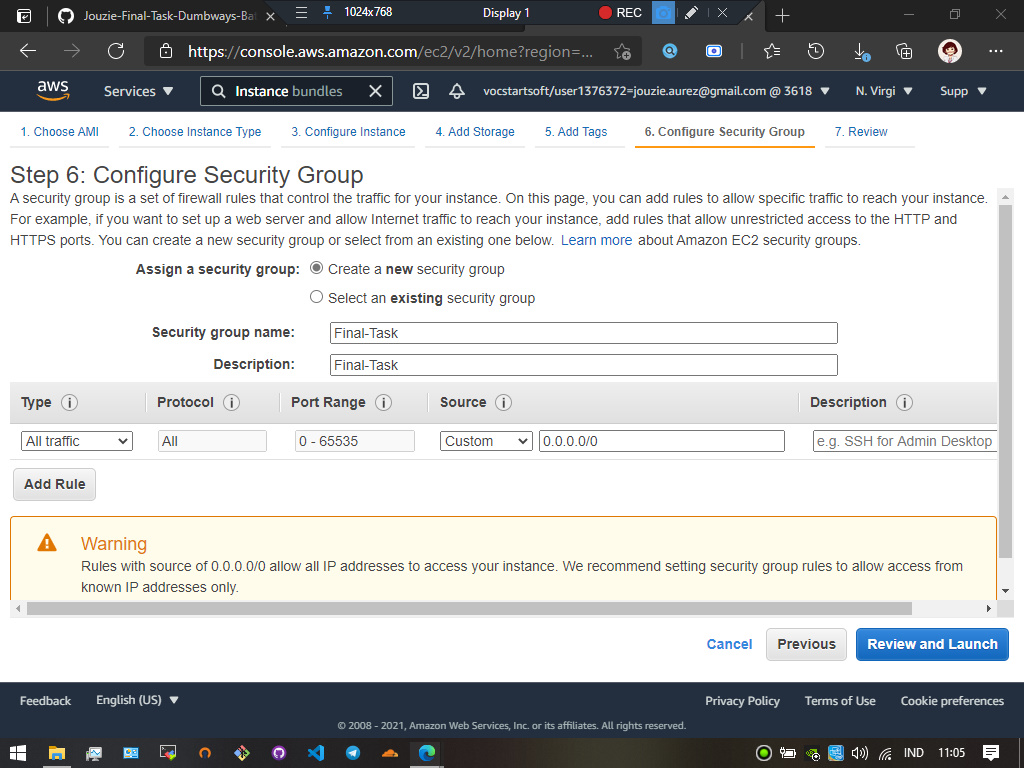 Jouzie-Final-Task-Dumbways-Bat
1024x768
Display 1
REC
https://console.aws.amazon.com/ec2/v2/home?region=...
aws
Services
Instance bundles
vocstartsoft/user1376372=jouzie.aurez@gmail.com @ 3618
N. Virgi
Supp
1. Choose AMI
2. Choose Instance Type
3. Configure Instance
4. Add Storage
5. Add Tags
6. Configure Security Group
7. Review
Step 6: Configure Security Group
A security group is a set of firewall rules that control the traffic for your instance. On this page, you can add rules to allow specific traffic to reach your instance.
For example, if you want to set up a web server and allow Internet traffic to reach your instance, add rules that allow unrestricted access to the HTTP and
HTTPS ports. You can create a new security group or select from an existing one below. Learn more about Amazon EC2 security groups.
Assign a security group:
Create a new security group
Select an existing security group
Security group name:
Final-Task
Description:
Final-Task
Type
Protocol
Port Range
Source
Description
All traffic
All
0 - 65535
Custom
0.0.0.0/0
e.g. SSH for Admin Desktop
Add Rule
Warning
Rules with source of 0.0.0.0/0 allow all IP addresses to access your instance. We recommend setting security group rules to allow access from
known IP addresses only.
Cancel
Previous
Review and Launch
Feedback
English (US)
Privacy Policy
Terms of Use
Cookie preferences
© 2008 - 2021, Amazon Web Services, Inc. or its affiliates. All rights reserved.
IND
11:05